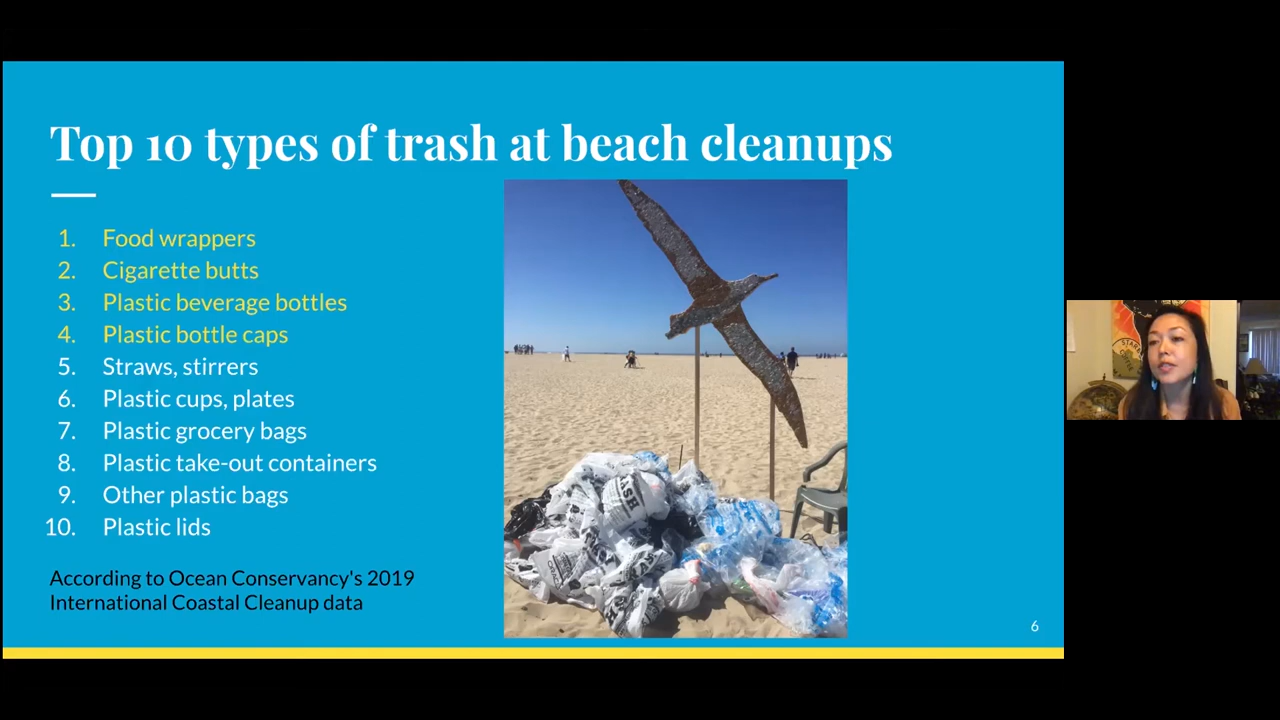 Top 10 types of trash at beach cleanups
1. Food wrappers
2. Cigarette butts
3. Plastic beverage bottles
4. Plastic bottle caps
5. Straws, stirrers
6. Plastic cups, plates
7. Plastic grocery bags
8. Plastic take-out containers
9. Other plastic bags
10. Plastic lids
According to Ocean Conservancy's 2019
International Coastal Cleanup data
6